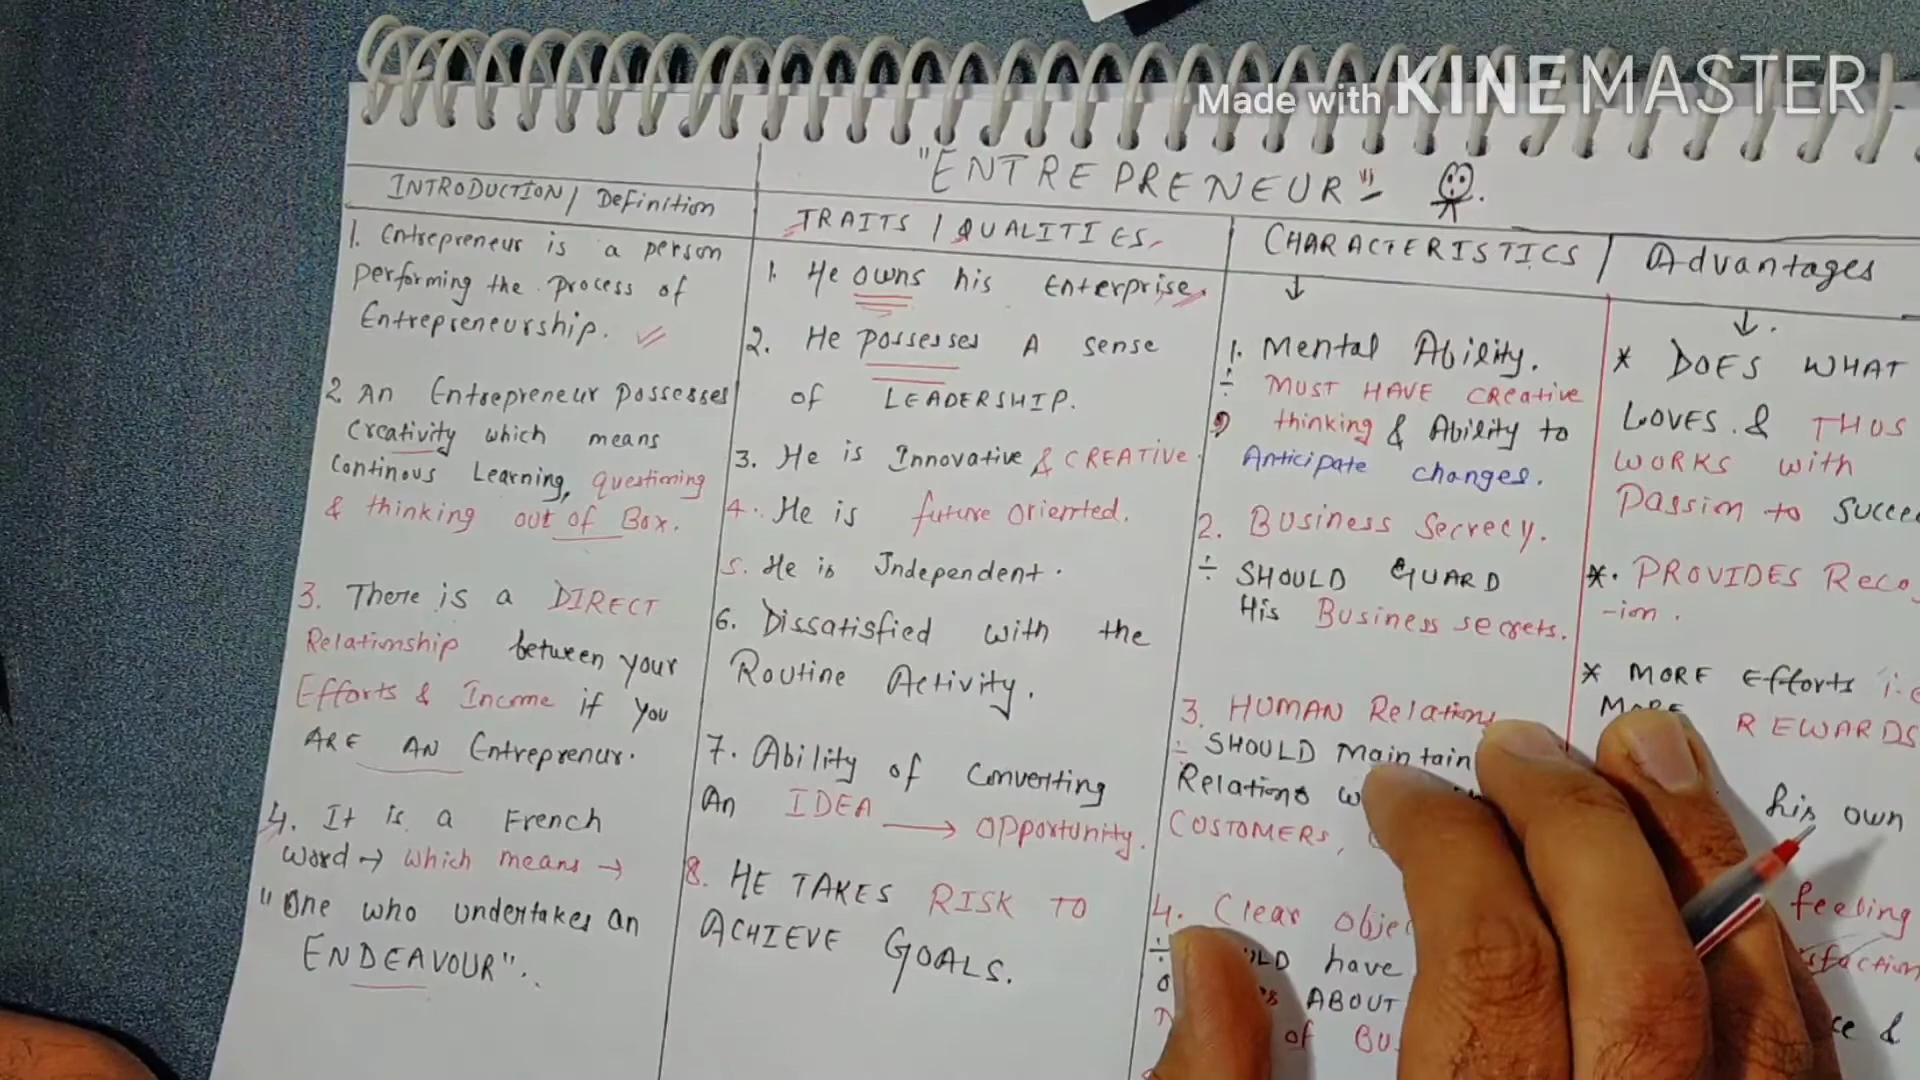 Made with KINEMASTER
"ENTREPRENEUR"
INTRODUCTION / Definition
1. Entrepreneur is a person
performing the process of
Entrepreneurship.
2. An Entrepreneur possesses
Creativity which means
Continous Learning, questioning
& thinking out of Box.
3. There is a DIRECT
Relationship between your
Efforts & Income if you
ARE AN Entreprenur.
4. It is a French
word → which means →
"One who undertakes an
ENDEAVOUR".
TRAITS / QUALITIES
1. He owns his Enterprise.
2. He possesses A sense
of LEADERSHIP.
3. He is Innovative & CREATIVE.
4. He is future oriented.
5. He is Independent.
6. Dissatisfied with the
Routine Activity.
7. Ability of Converting
An IDEA → opportunity.
8. HE TAKES RISK TO
ACHIEVE GOALS.
CHARACTERISTICS
↓
1. Mental Ability.
÷ MUST HAVE Creative
thinking & Ability to
Anticipate changes.
2. Business Secrecy.
÷ SHOULD GUARD
His Business secrets.
3. HUMAN Relations
÷ SHOULD Maintain
Relations
CUSTOMERS,
4. Clear
÷ have
ABOUT
of
Advantages
↓
* DOES WHAT
LOVES & THUS
WORKS with
Passion to
* PROVIDES
-ion.
* MORE Efforts i.e
MORE REWARDS
his own
feeling
&